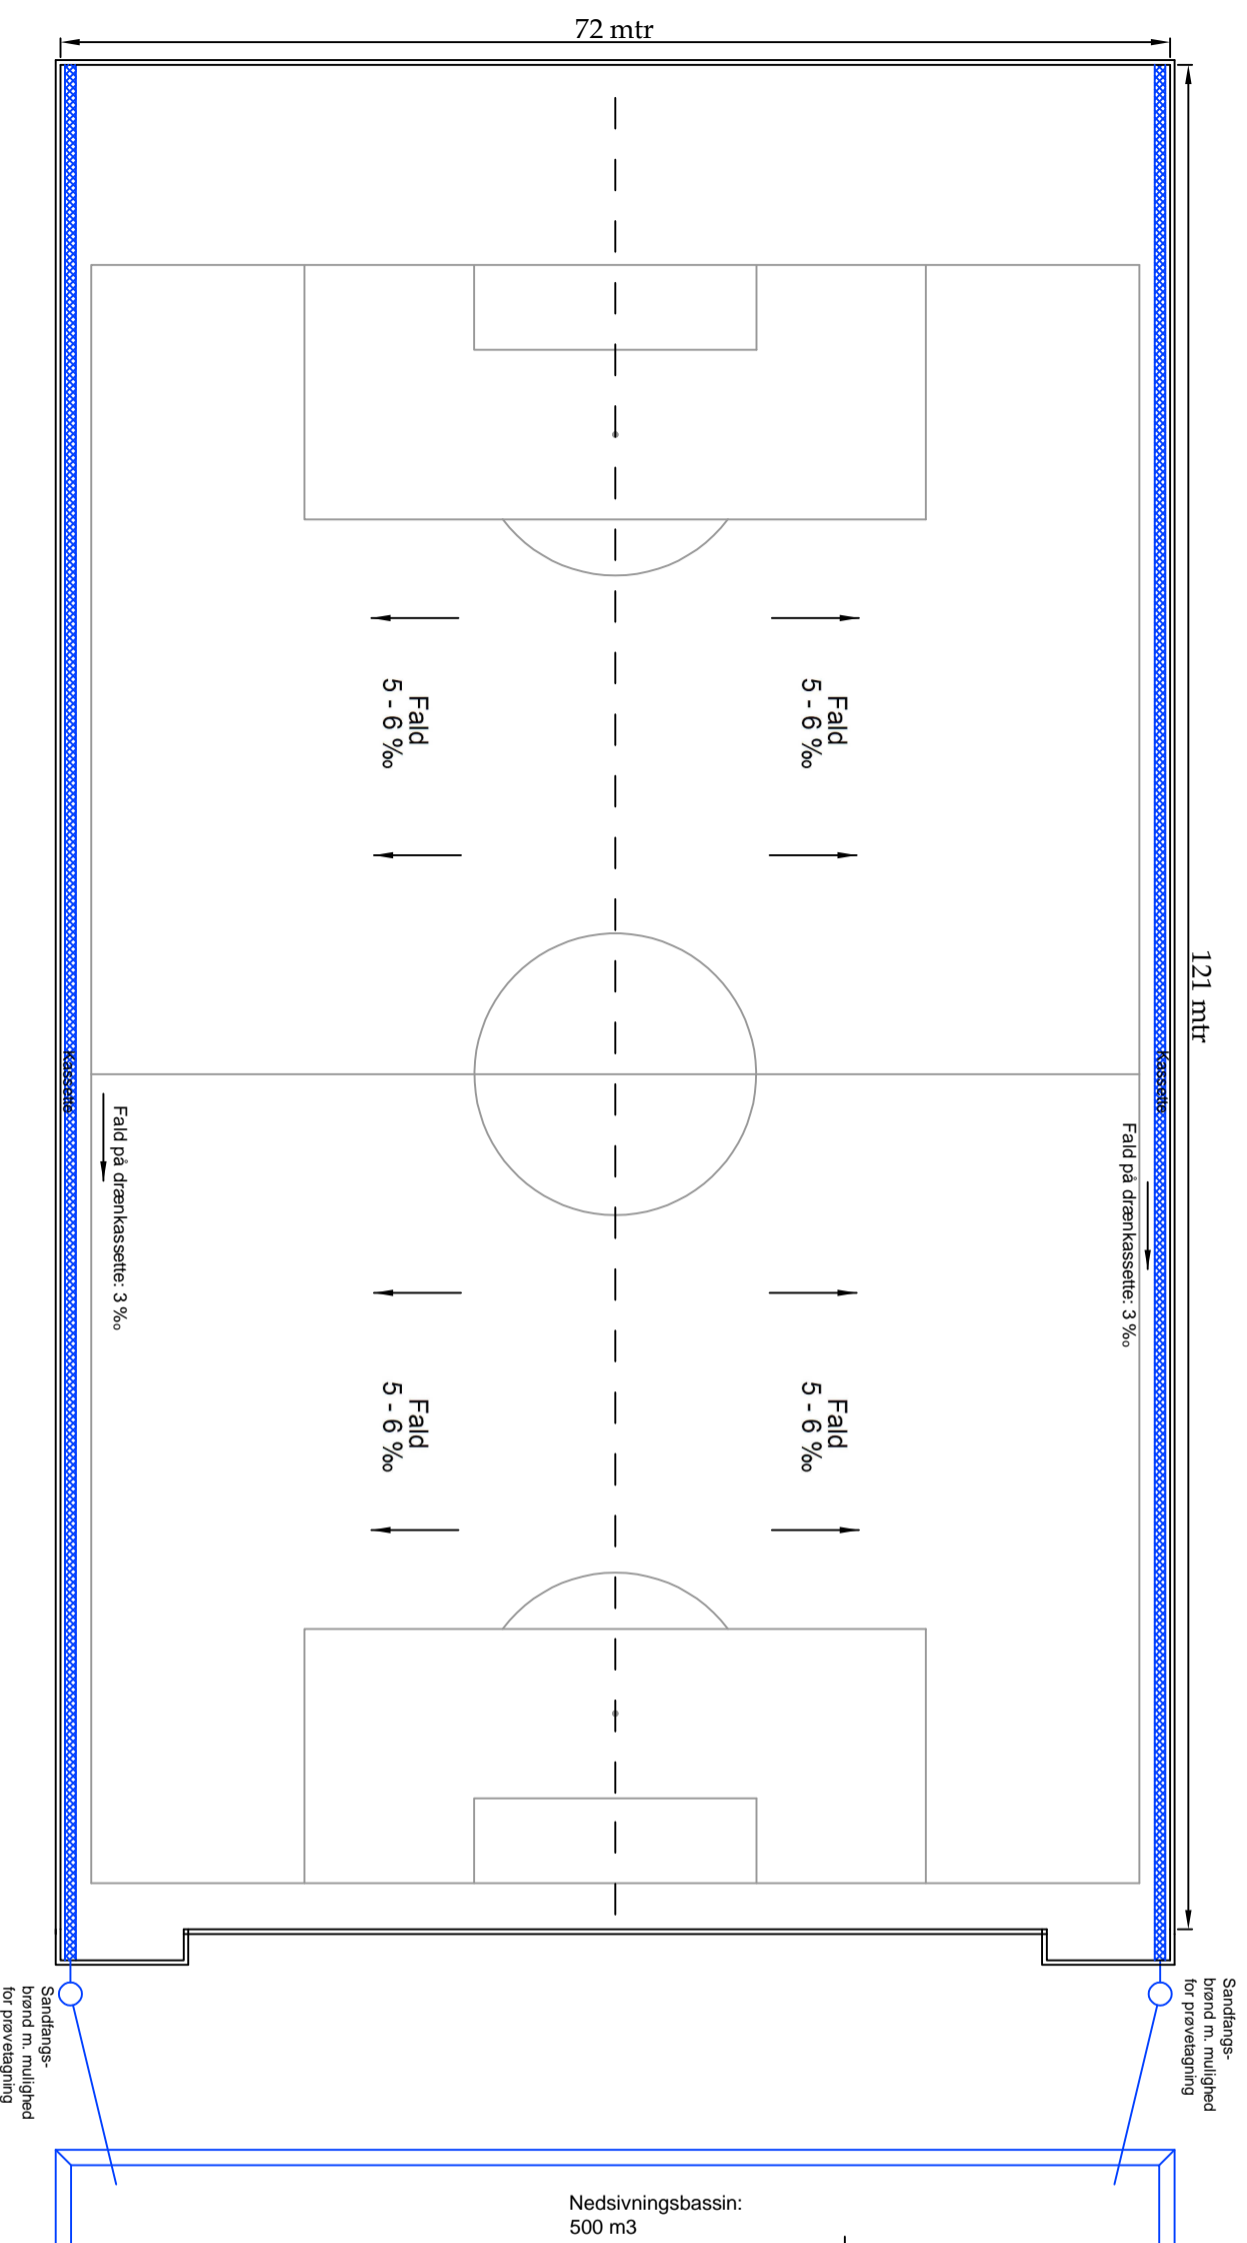 72 mtr
121 mtr
Fald
5 - 6 ‰
Fald
5 - 6 ‰
Kassette
Kassette
Fald på drænkassette: 3 ‰
Fald på drænkassette: 3 ‰
Fald
5 - 6 ‰
Fald
5 - 6 ‰
Sandfangs-
brønd m. mulighed
for prøvetagning
Sandfangs-
brønd m. mulighed
for prøvetagning
Nedsivningsbassin:
500 m3